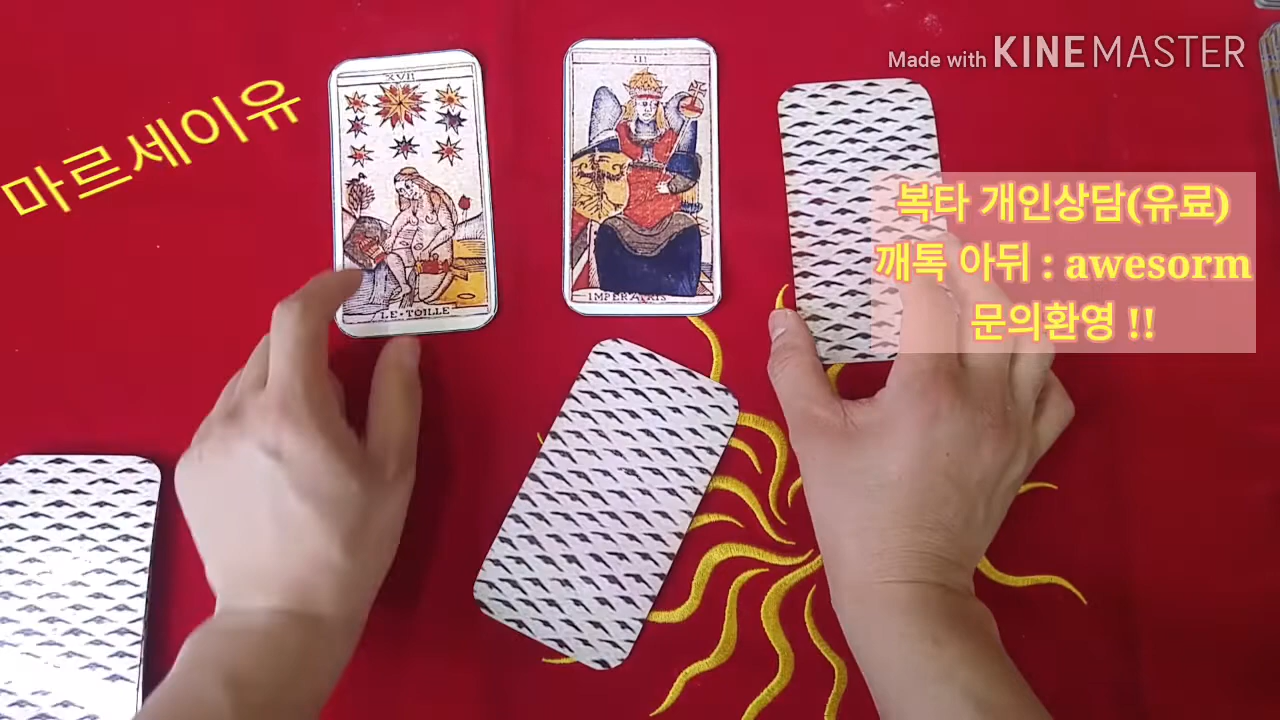 마르세이유
XVII
LE·TOILLE
III
Made with KINEMASTER
복타 개인상담(유료)
깨톡 아뒤 : awesorm
문의환영 !!